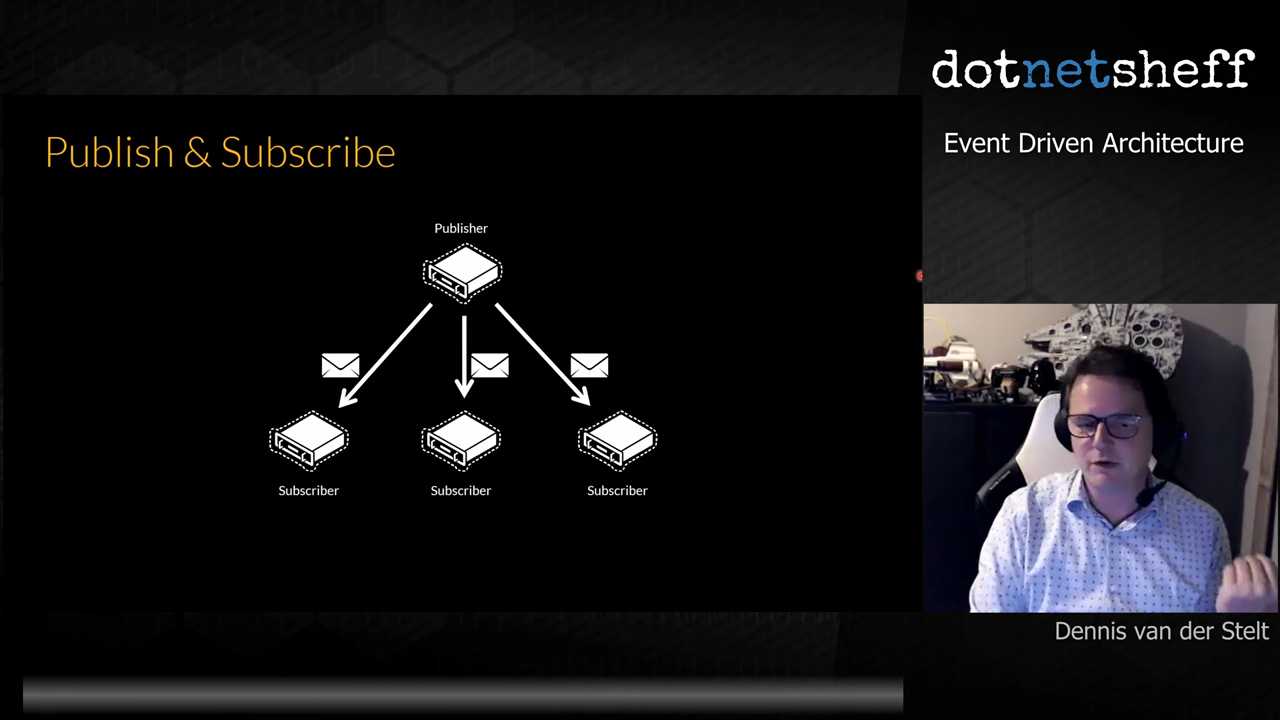 dotnetsheff
Event Driven Architecture
Publish & Subscribe
Publisher
Subscriber
Subscriber
Subscriber
Dennis van der Stelt